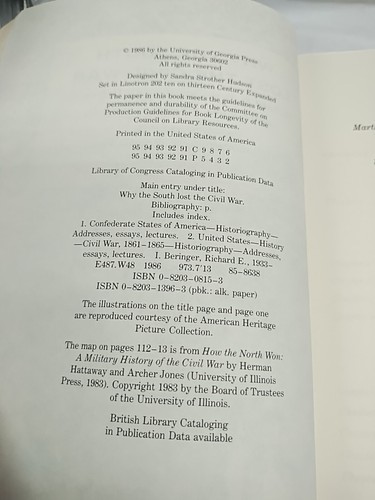 © 1986 by the University of Georgia Press
Athens, Georgia 30602
All rights reserved
Designed by Sandra Strother Hudson
Set in Linotron 202 ten on thirteen Century Expanded
The paper in this book meets the guidelines for
permanence and durability of the Committee on
Production Guidelines for Book Longevity of the
Council on Library Resources.
Printed in the United States of America
95 94 93 92 91 C 9 8 7 6
95 94 93 92 91 P 5 4 3 2
Library of Congress Cataloging in Publication Data
Main entry under title:
Why the South lost the Civil War.
Bibliography: p.
Includes index.
1. Confederate States of America—Historiography—
Addresses, essays, lectures. 2. United States—History
—Civil War, 1861–1865—Historiography—Addresses,
essays, lectures. I. Beringer, Richard E., 1933–
E487.W48 1986 973.7'13 85-8638
ISBN 0-8203-0815-3
ISBN 0-8203-1396-3 (pbk.: alk. paper)
The illustrations on the title page and page one
are reproduced courtesy of the American Heritage
Picture Collection.
The map on pages 112–13 is from How the North Won:
A Military History of the Civil War by Herman
Hattaway and Archer Jones (University of Illinois
Press, 1983). Copyright 1983 by the Board of Trustees
of the University of Illinois.
British Library Cataloging
in Publication Data available